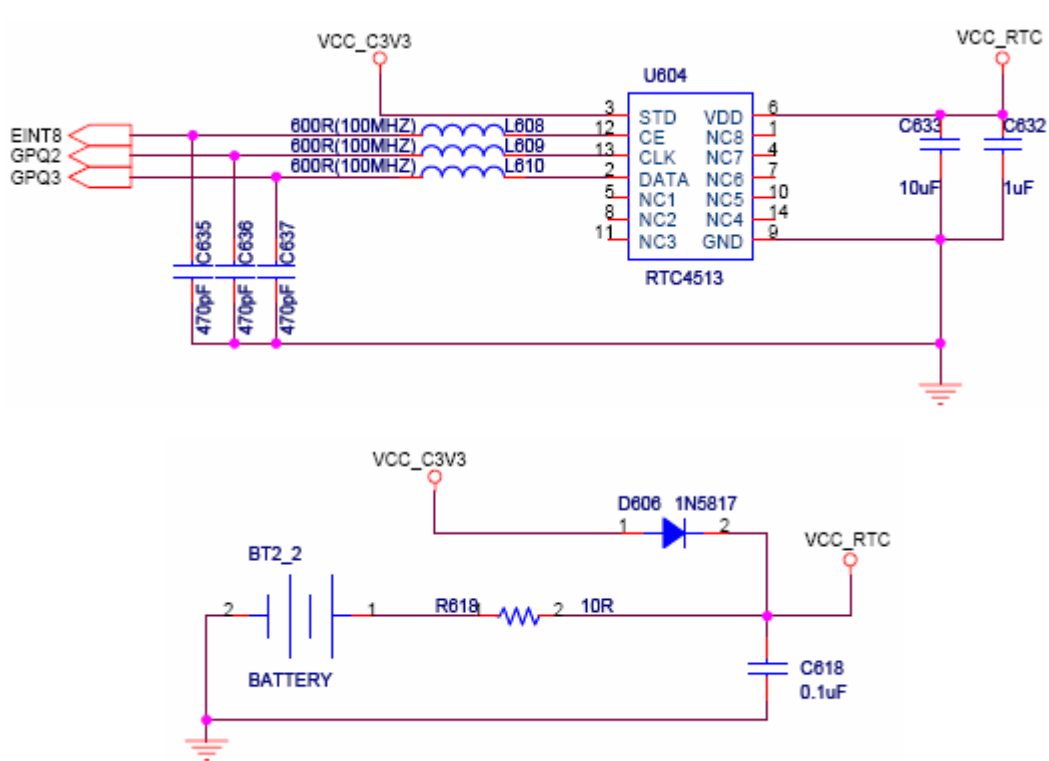 VCC_C3V3
VCC_RTC
U604
EINT8
GPQ2
GPQ3
600R(100MHZ)
L608
600R(100MHZ)
L609
600R(100MHZ)
L610
3
12
13
2
5
8
11
STD
CE
CLK
DATA
NC1
NC2
NC3
VDD
NC8
NC7
NC6
NC5
NC4
GND
6
1
4
7
10
14
9
RTC4513
C633
10uF
C632
1uF
C635
470pF
C636
470pF
C637
470pF
VCC_C3V3
D606 1N5817
1
2
VCC_RTC
BT2_2
2
1
BATTERY
R618
1
2
10R
C618
0.1uF